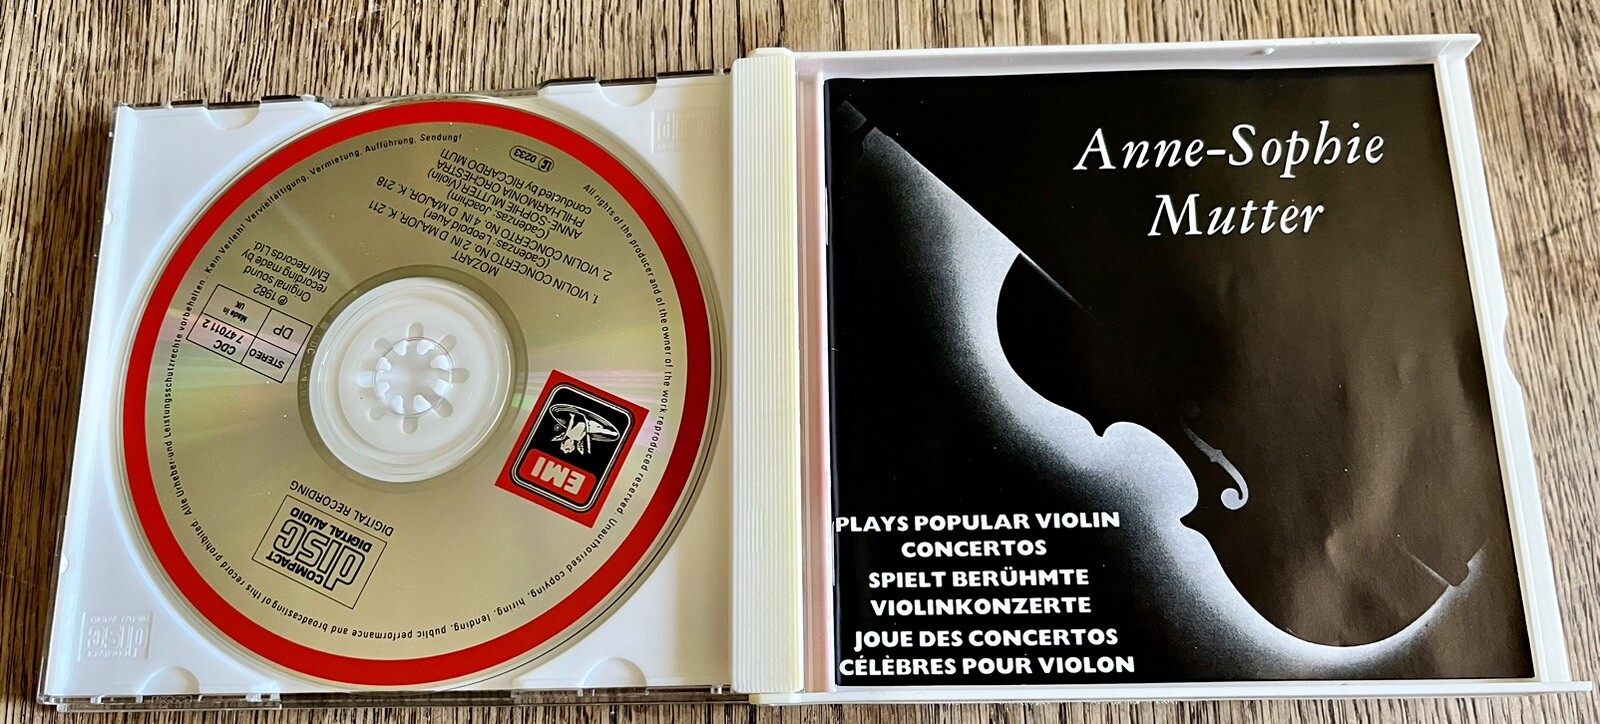 All rights of the producer and of the owner of the work reproduced reserved. Unauthorised copying, hiring, lending, public performance and broadcasting of this record prohibited. Alle Urheber-und Leistungsschutzrechte vorbehalten. Kein Verleih! Vervielfältigung, Vermietung, Aufführung, Sendung!
EMI
COMPACT
disc
DIGITAL AUDIO
DIGITAL RECORDING
STEREO
DP
CDC
7 47011 2
Made in
UK
℗ 1982
Original sound
recording made by
EMI Records Ltd.
MOZART
1. VIOLIN CONCERTO No. 2 IN D MAJOR, K. 211
(Cadenzas: Leopold Auer)
2. VIOLIN CONCERTO No. 4 IN D MAJOR, K. 218
(Cadenzas: Joachim)
ANNE-SOPHIE MUTTER (Violin)
PHILHARMONIA ORCHESTRA
conducted by RICCARDO MUTI
LC 0233
Anne-Sophie
Mutter
PLAYS POPULAR VIOLIN
CONCERTOS
SPIELT BERÜHMTE
VIOLINKONZERTE
JOUE DES CONCERTOS
CÉLÈBRES POUR VIOLON